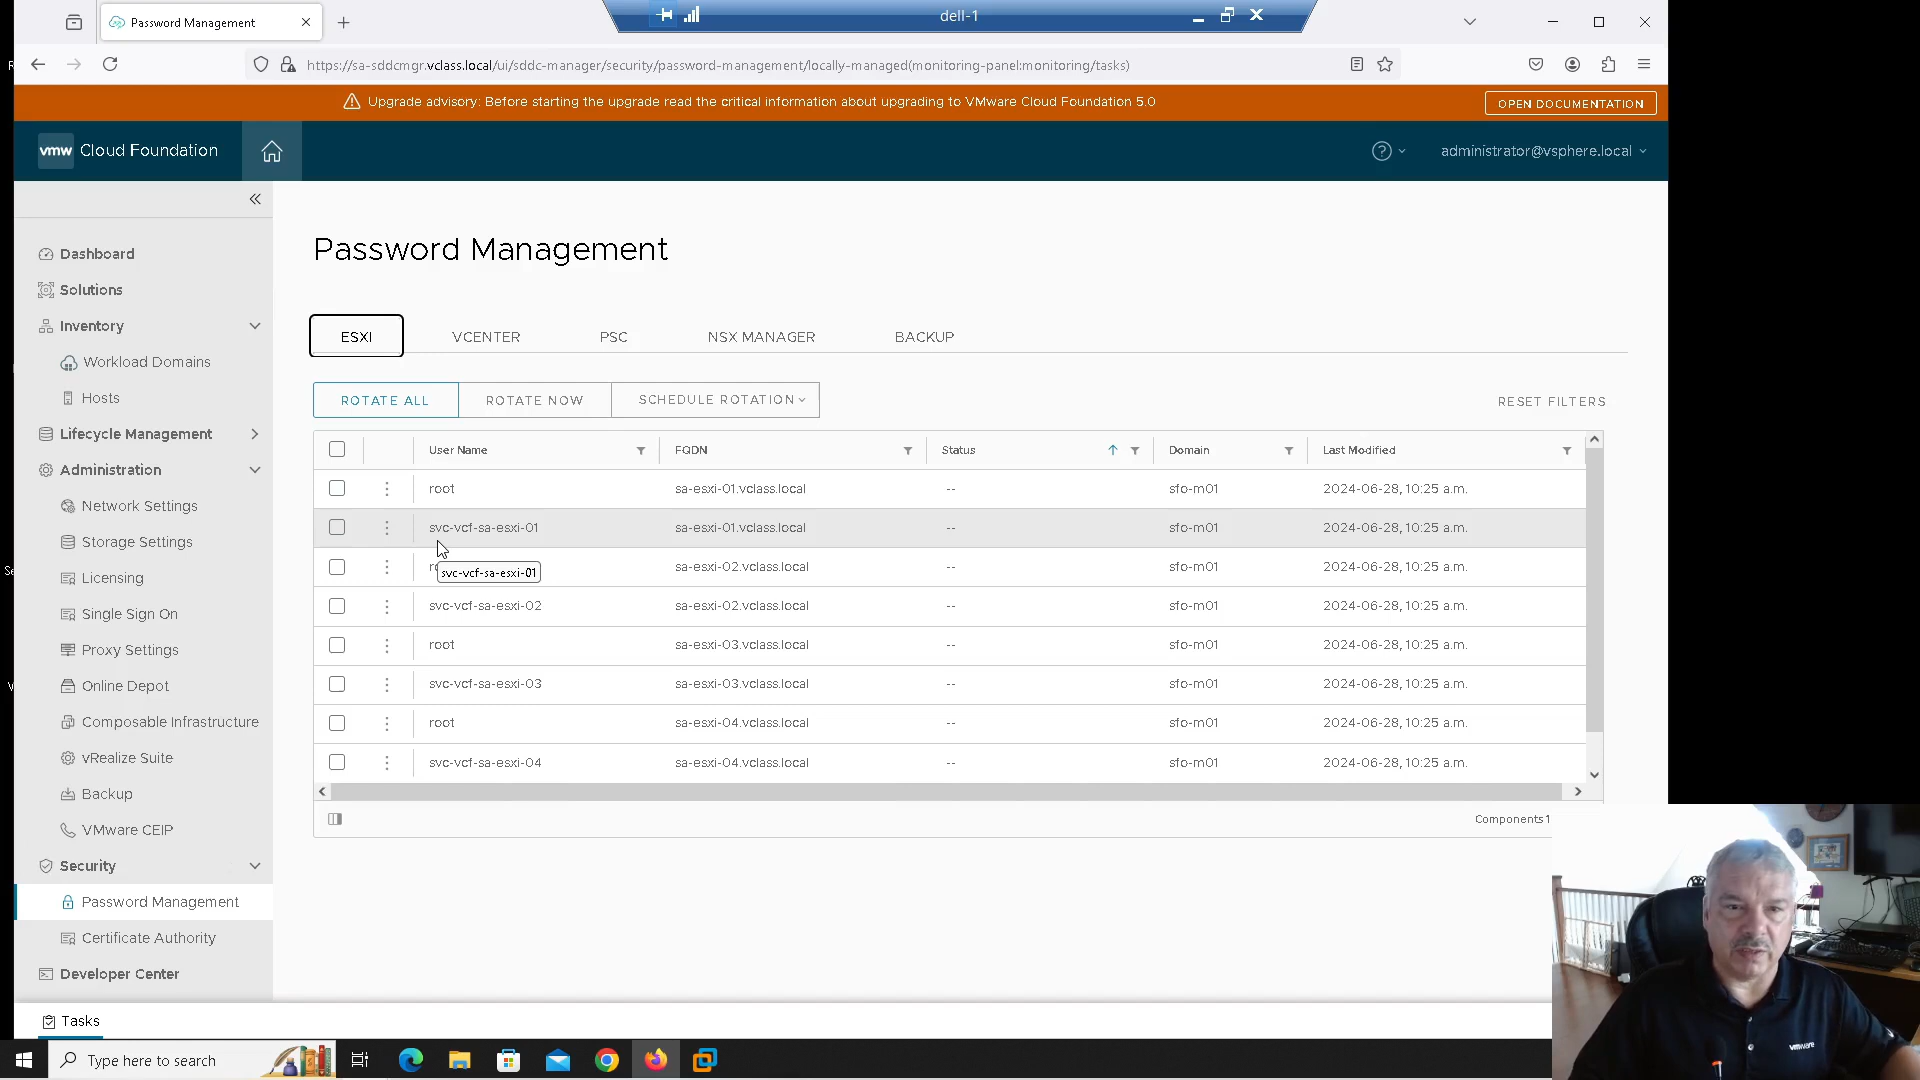 Password Management
dell-1
https://sa-sddcmgr.vclass.local/ui/sddc-manager/security/password-management/locally-managed(monitoring-panel:monitoring/tasks)
Upgrade advisory: Before starting the upgrade read the critical information about upgrading to VMware Cloud Foundation 5.0
OPEN DOCUMENTATION
vmw Cloud Foundation
administrator@vsphere.local
Dashboard
Solutions
Inventory
Workload Domains
Hosts
Lifecycle Management
Administration
Network Settings
Storage Settings
Licensing
Single Sign On
Proxy Settings
Online Depot
Composable Infrastructure
vRealize Suite
Backup
VMware CEIP
Security
Password Management
Certificate Authority
Developer Center
Password Management
ESXI VCENTER PSC NSX MANAGER BACKUP
ROTATE ALL ROTATE NOW SCHEDULE ROTATION RESET FILTERS
User Name FQDN Status Domain Last Modified
root sa-esxi-01.vclass.local -- sfo-m01 2024-06-28, 10:25 a.m.
svc-vcf-sa-esxi-01 sa-esxi-01.vclass.local -- sfo-m01 2024-06-28, 10:25 a.m.
sa-esxi-02.vclass.local -- sfo-m01 2024-06-28, 10:25 a.m.
svc-vcf-sa-esxi-01
svc-vcf-sa-esxi-02 sa-esxi-02.vclass.local -- sfo-m01 2024-06-28, 10:25 a.m.
root sa-esxi-03.vclass.local -- sfo-m01 2024-06-28, 10:25 a.m.
svc-vcf-sa-esxi-03 sa-esxi-03.vclass.local -- sfo-m01 2024-06-28, 10:25 a.m.
root sa-esxi-04.vclass.local -- sfo-m01 2024-06-28, 10:25 a.m.
svc-vcf-sa-esxi-04 sa-esxi-04.vclass.local -- sfo-m01 2024-06-28, 10:25 a.m.
Components 1
Tasks
Type here to search
vmware